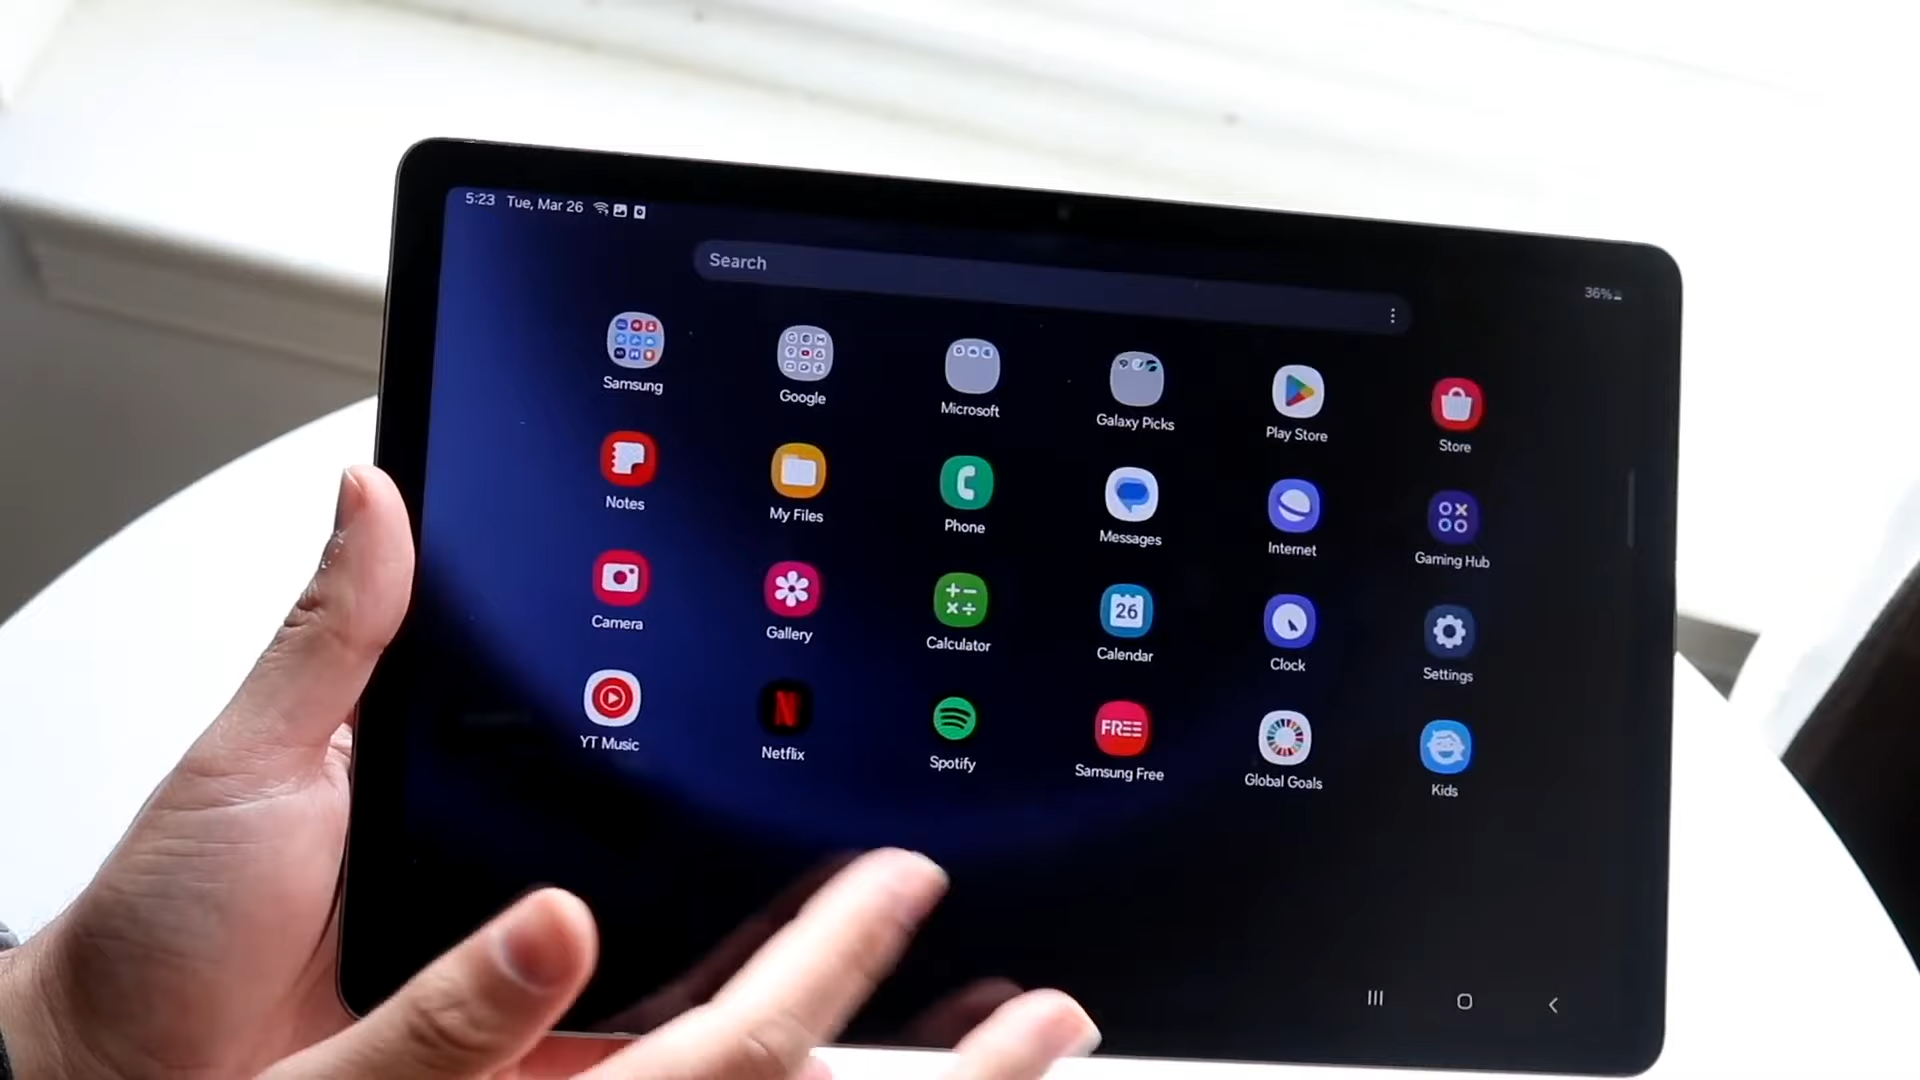 5:23 Tue, Mar 26
36%
Search
Samsung
Google
Microsoft
Galaxy Picks
Play Store
Store
Notes
My Files
Phone
Messages
Internet
Gaming Hub
Camera
Gallery
Calculator
26
Calendar
Clock
Settings
YT Music
N
Netflix
Spotify
FREE
Samsung Free
Global Goals
Kids